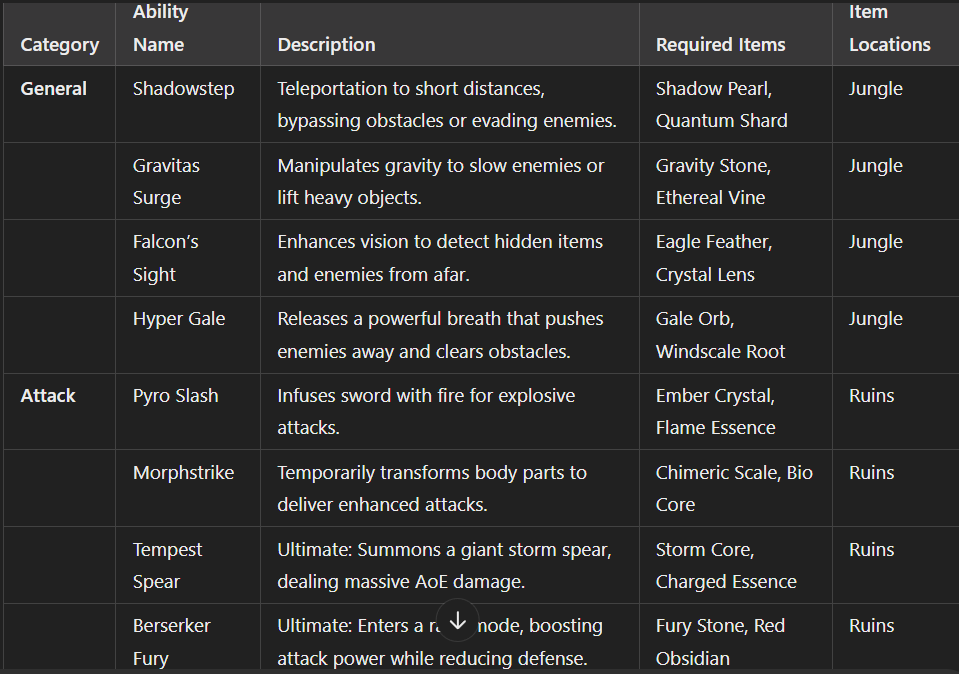 Category Ability Name Description Required Items Item Locations
General Shadowstep Teleportation to short distances, bypassing obstacles or evading enemies. Shadow Pearl, Quantum Shard Jungle
Gravitas Surge Manipulates gravity to slow enemies or lift heavy objects. Gravity Stone, Ethereal Vine Jungle
Falcon’s Sight Enhances vision to detect hidden items and enemies from afar. Eagle Feather, Crystal Lens Jungle
Hyper Gale Releases a powerful breath that pushes enemies away and clears obstacles. Gale Orb, Windscale Root Jungle
Attack Pyro Slash Infuses sword with fire for explosive attacks. Ember Crystal, Flame Essence Ruins
Morphstrike Temporarily transforms body parts to deliver enhanced attacks. Chimeric Scale, Bio Core Ruins
Tempest Spear Ultimate: Summons a giant storm spear, dealing massive AoE damage. Storm Core, Charged Essence Ruins
Berserker Fury Ultimate: Enters a mode, boosting attack power while reducing defense. Fury Stone, Red Obsidian Ruins